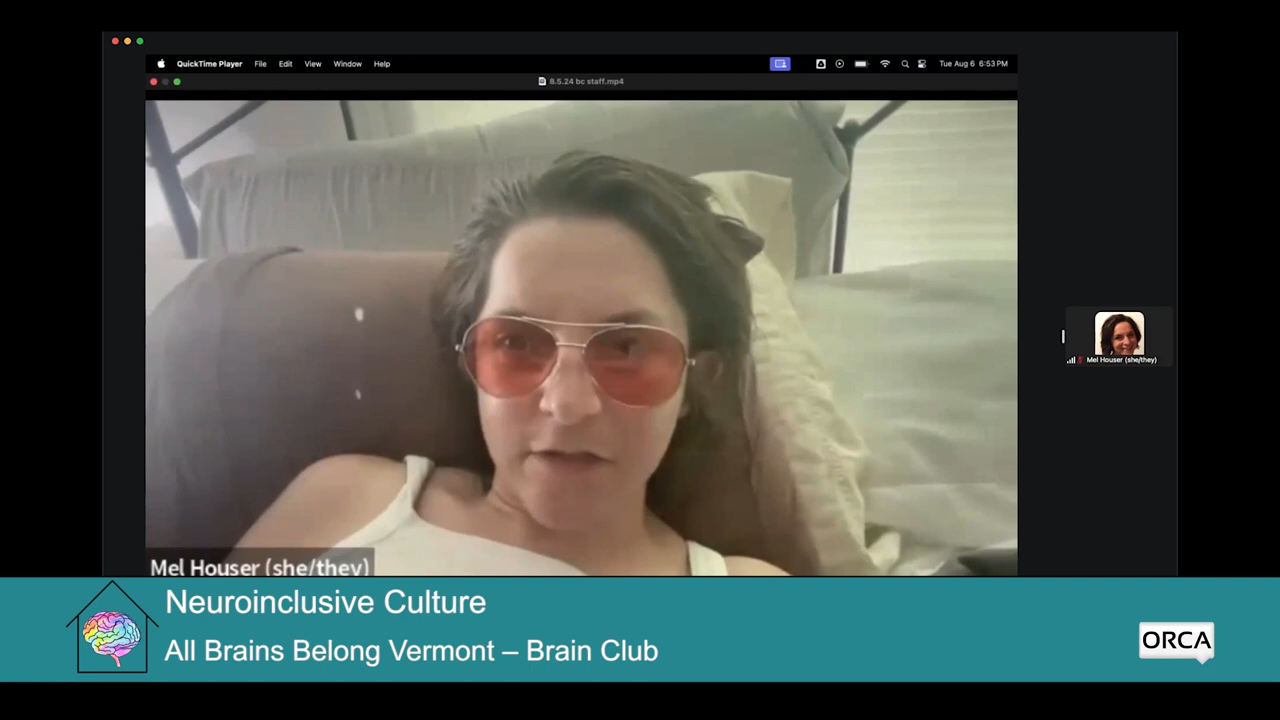 QuickTime Player File Edit View Window Help Tue Aug 6 6:53 PM
8.5.24 bc staff.mp4
Mel Houser (she/they)
Mel Houser (she/they)
Neuroinclusive Culture
All Brains Belong Vermont – Brain Club
ORCA